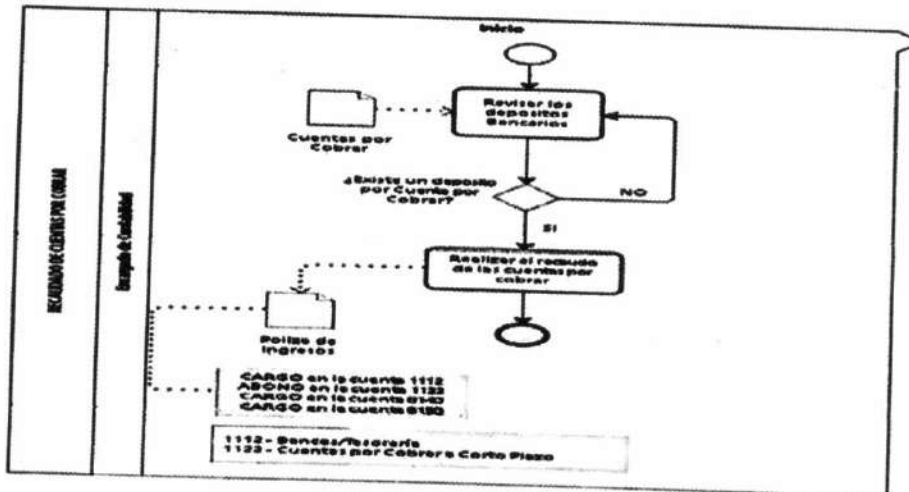 Inicio
Revisar los
depositos
Bancarios
Cuentas por
Cobrar
¿Existe un deposito
por Cuenta por
Cobrar?
NO
SI
Realizar el recaudo
de las cuentas por
cobrar
Poliza de
Ingresos
CARGO en la cuenta 1112
ABONO en la cuenta 1122
CARGO en la cuenta
CARGO en la cuenta
1112 - Bancos/Tesorería
1122 - Cuentas por Cobrar a Corto Plazo
RECAUDADO DE CUENTAS POR COBRAR
Encargado de Contabilidad